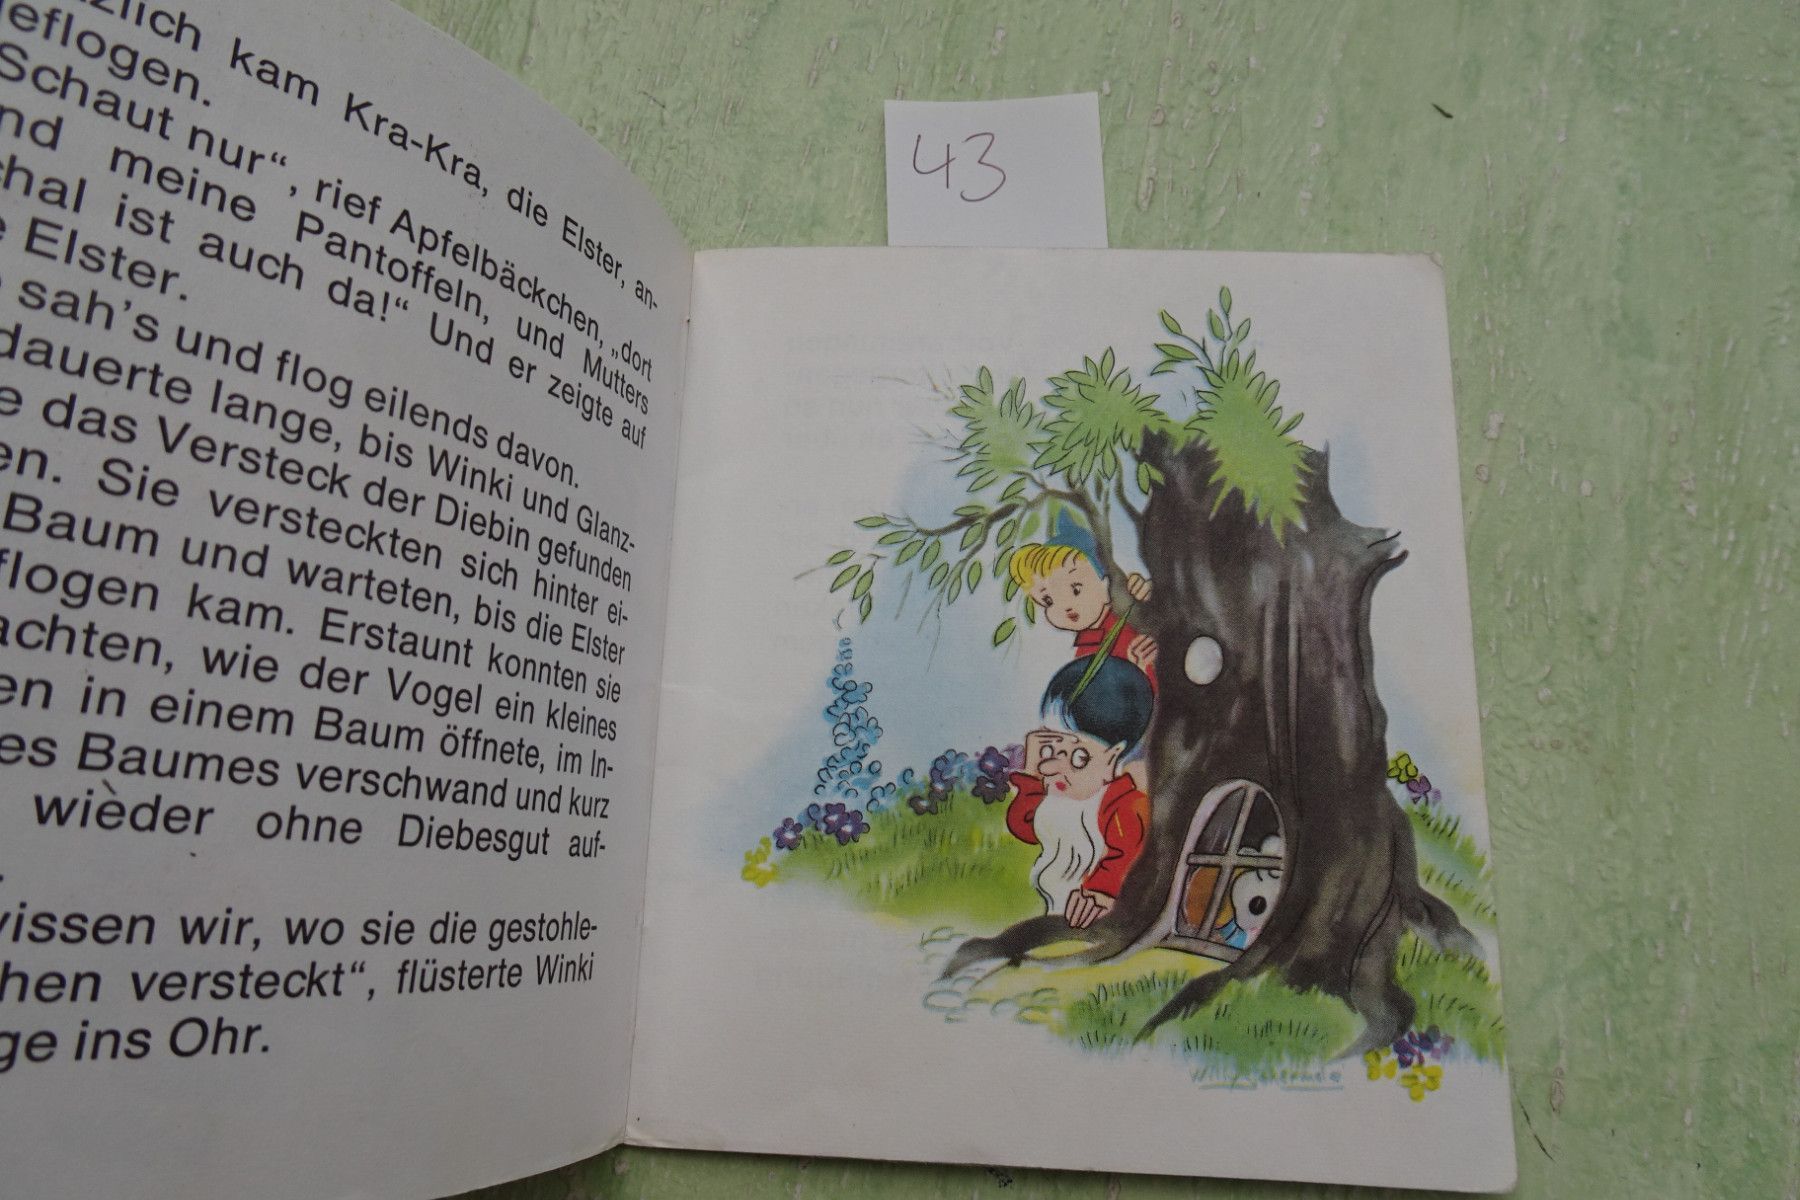 zlich kam Kra-Kra, die Elster, an-
eflogen.
Schaut nur“, rief Apfelbäckchen, „dort
nd meine Pantoffeln, und Mutters
chal ist auch da!“ Und er zeigte auf
e Elster.
sah's und flog eilends davon.
dauerte lange, bis Winki und Glanz-
e das Versteck der Diebin gefunden
en. Sie versteckten sich hinter ei-
Baum und warteten, bis die Elster
flogen kam. Erstaunt konnten sie
achten, wie der Vogel ein kleines
en in einem Baum öffnete, im In-
es Baumes verschwand und kurz
wieder ohne Diebesgut auf-
.
wissen wir, wo sie die gestohle-
hen versteckt“, flüsterte Winki
ge ins Ohr.
43
Willy